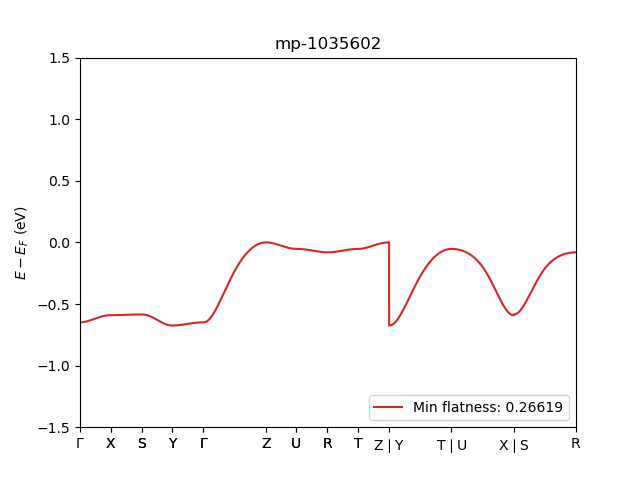 mp-1035602
E − E_F (eV)
1.5
1.0
0.5
0.0
−0.5
−1.0
−1.5
Min flatness: 0.26619
Γ X S Y Γ Z U R T Z | Y T | U X | S R